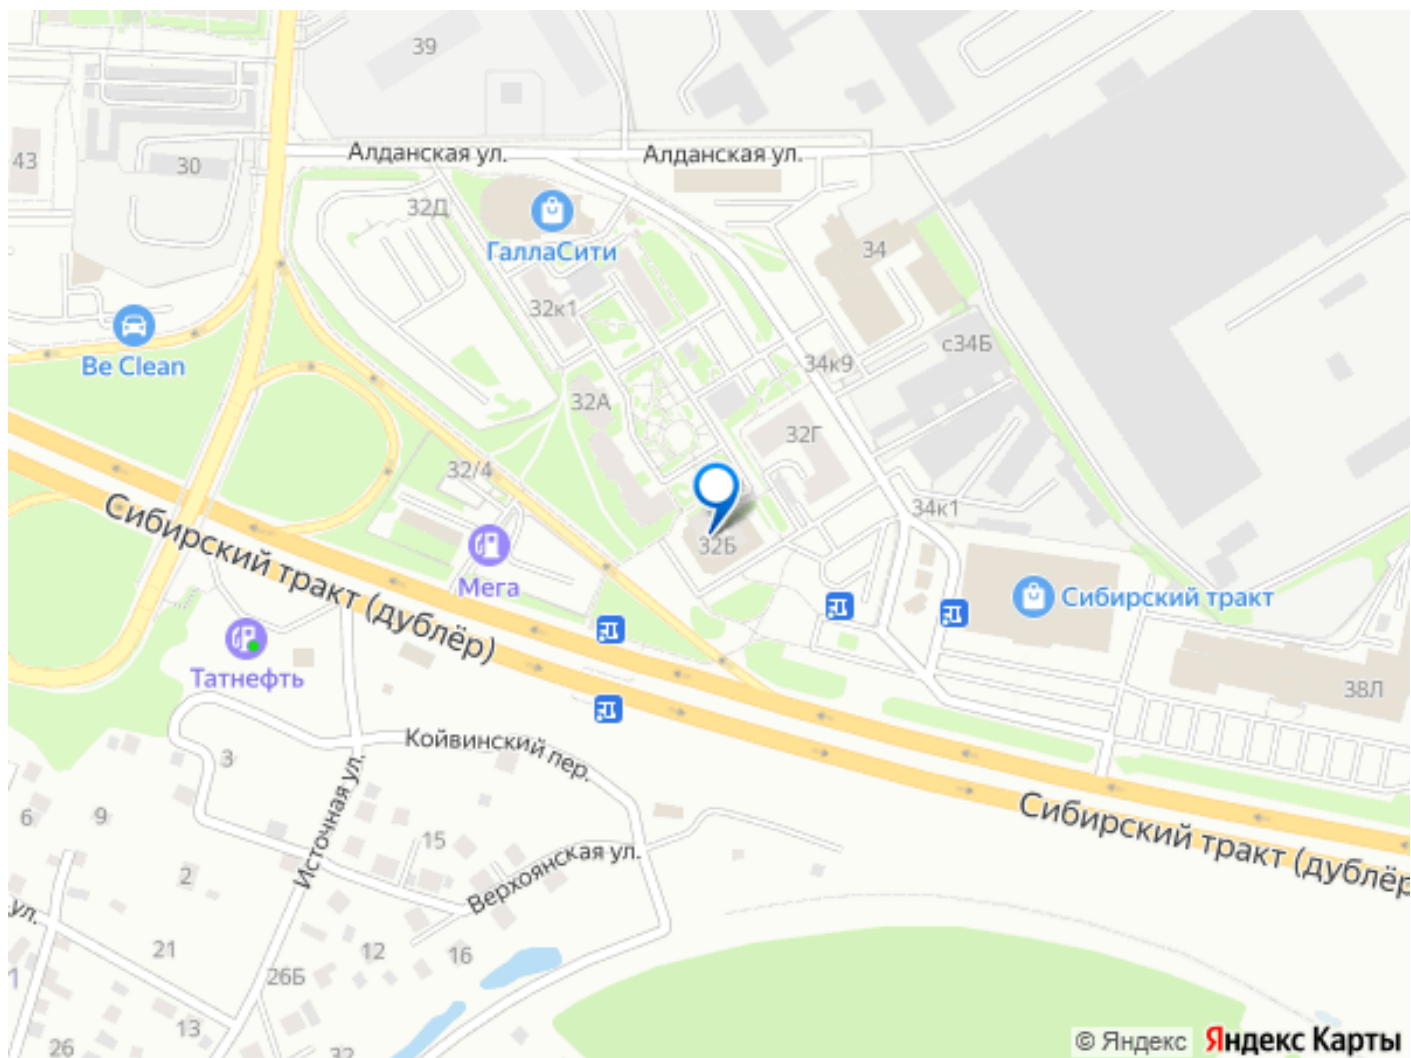 39
Алданская ул.
Алданская ул.
43
30
32Д
ГаллаСити
34
32к1
Be Clean
с34Б
34к9
32А
32Г
32/4
34к1
Сибирский тракт (дублёр)
32Б
Мега
Сибирский тракт
Татнефть
38Л
Койвинский пер.
3
Источная ул.
Сибирский тракт (дублёр
6
9
15
Верхоянская ул.
2
ул.
21
12
16
1
26Б
13
26
32
© Яндекс Яндекс Карты